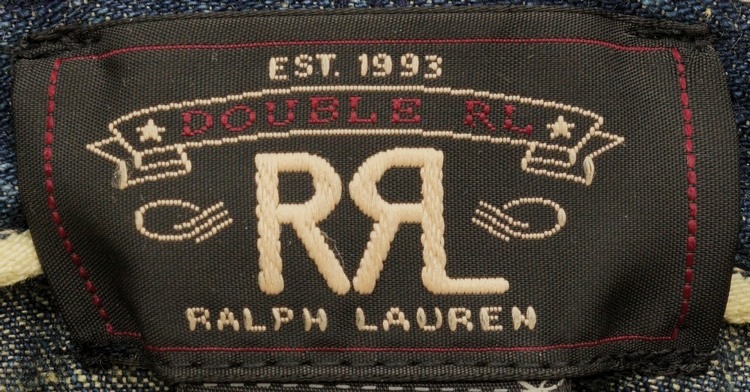 EST. 1993
DOUBLE RL
RRL
RALPH LAUREN